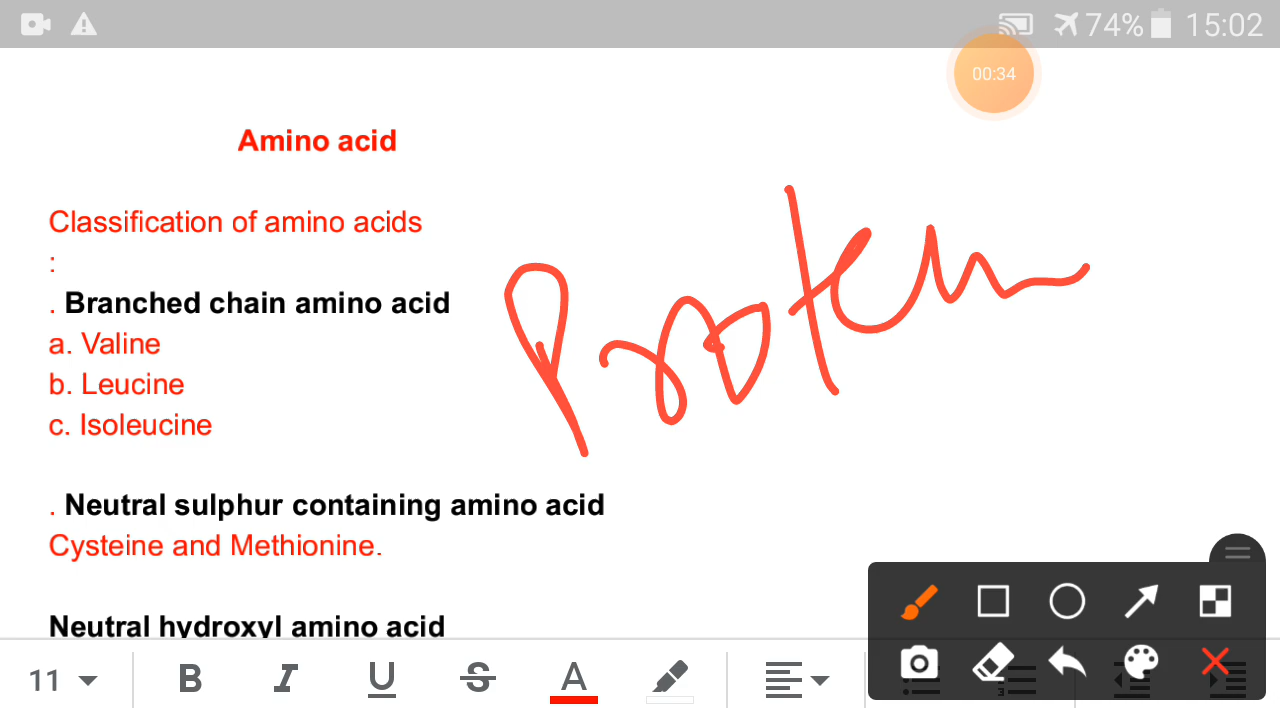 74% 15:02
00:34
Amino acid
Classification of amino acids
:
. Branched chain amino acid
a. Valine
b. Leucine
c. Isoleucine
Protein
. Neutral sulphur containing amino acid
Cysteine and Methionine.
Neutral hydroxyl amino acid
11 B I U S A